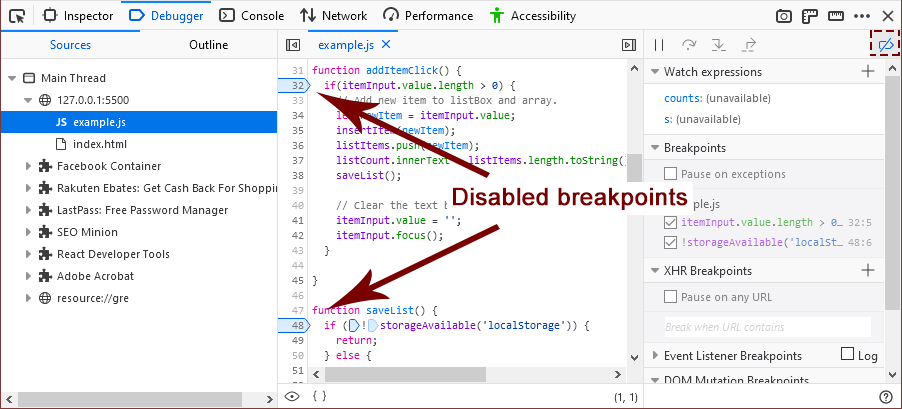 Inspector Debugger Console Network Performance Accessibility
Sources Outline
example.js
Main Thread
127.0.0.1:5500
JS example.js
index.html
Facebook Container
Rakuten Ebates: Get Cash Back For Shoppin
LastPass: Free Password Manager
SEO Minion
React Developer Tools
Adobe Acrobat
resource://gre
31 function addItemClick() {
32 if(itemInput.value.length > 0) {
33 // Add new item to listBox and array.
34 newItem = itemInput.value;
35 insertItem(newItem);
36 listItems.push(newItem);
37 listCount.innerText listItems.length.toString()
38 saveList();
39
40 // Clear the text
41 itemInput.value = '';
42 itemInput.focus();
43 }
44
45 }
46
47 function saveList() {
48 if ( ! storageAvailable('localStorage')) {
49 return;
50 } else {
51
52
{ } (1, 1)
Disabled breakpoints
Watch expressions
counts: (unavailable)
s: (unavailable)
Breakpoints
Pause on exceptions
ple.js
itemInput.value.length > 0… 32:5
!storageAvailable('localSt… 48:6
XHR Breakpoints
Pause on any URL
Break when URL contains
Event Listener Breakpoints Log
DOM Mutation Breakpoints